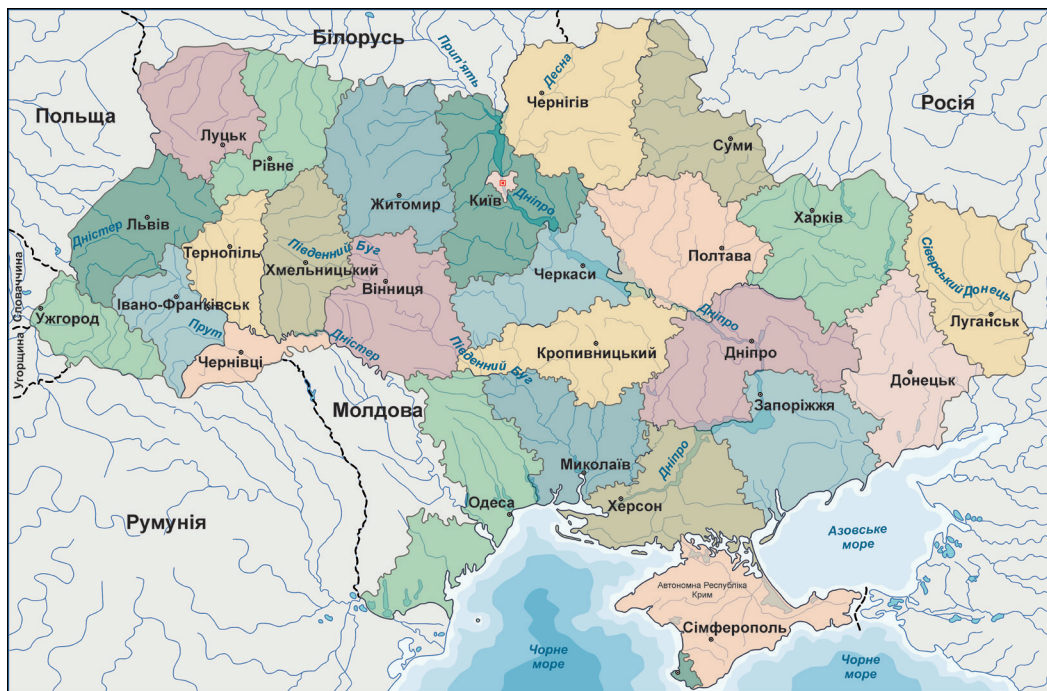 Білорусь
Прип'ять
Десна
Чернігів
Росія
Польща
Луцьк
Рівне
Суми
Житомир
Київ
Дніпро
Харків
Дністер
Львів
Тернопіль
Південний Буг
Хмельницький
Вінниця
Черкаси
Полтава
Сіверський Донець
Луганськ
Словаччина
Угорщина
Ужгород
Івано-Франківськ
Прут
Чернівці
Дністер
Південний Буг
Кропивницький
Дніпро
Дніпро
Донецьк
Запоріжжя
Молдова
Миколаїв
Дніпро
Херсон
Одеса
Румунія
Азовське
море
Автономна Республіка
Крим
Сімферополь
Чорне
море
Чорне
море